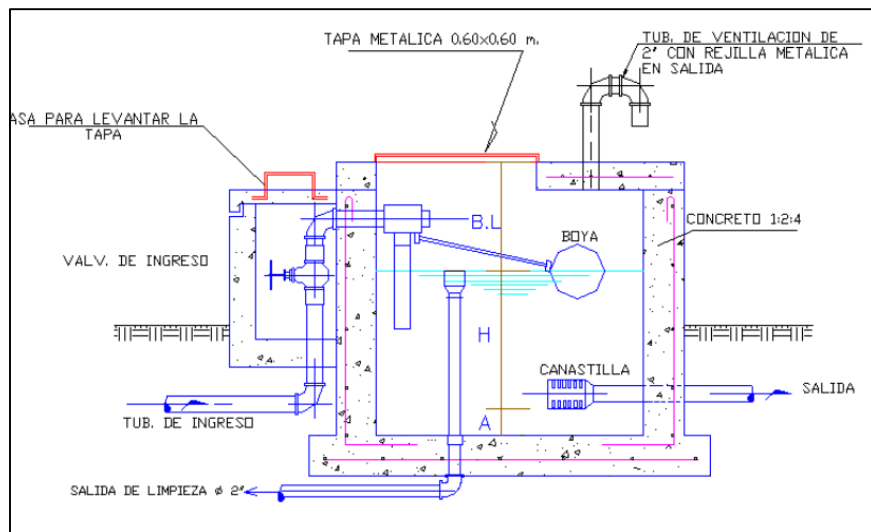 TAPA METALICA 0.60x0.60 m.
TUB. DE VENTILACION DE
2" CON REJILLA METALICA
EN SALIDA
ASA PARA LEVANTAR LA
TAPA
CONCRETO 1:2:4
B.L
BOYA
VALV. DE INGRESO
H
CANASTILLA
SALIDA
TUB. DE INGRESO
A
SALIDA DE LIMPIEZA ø 2"